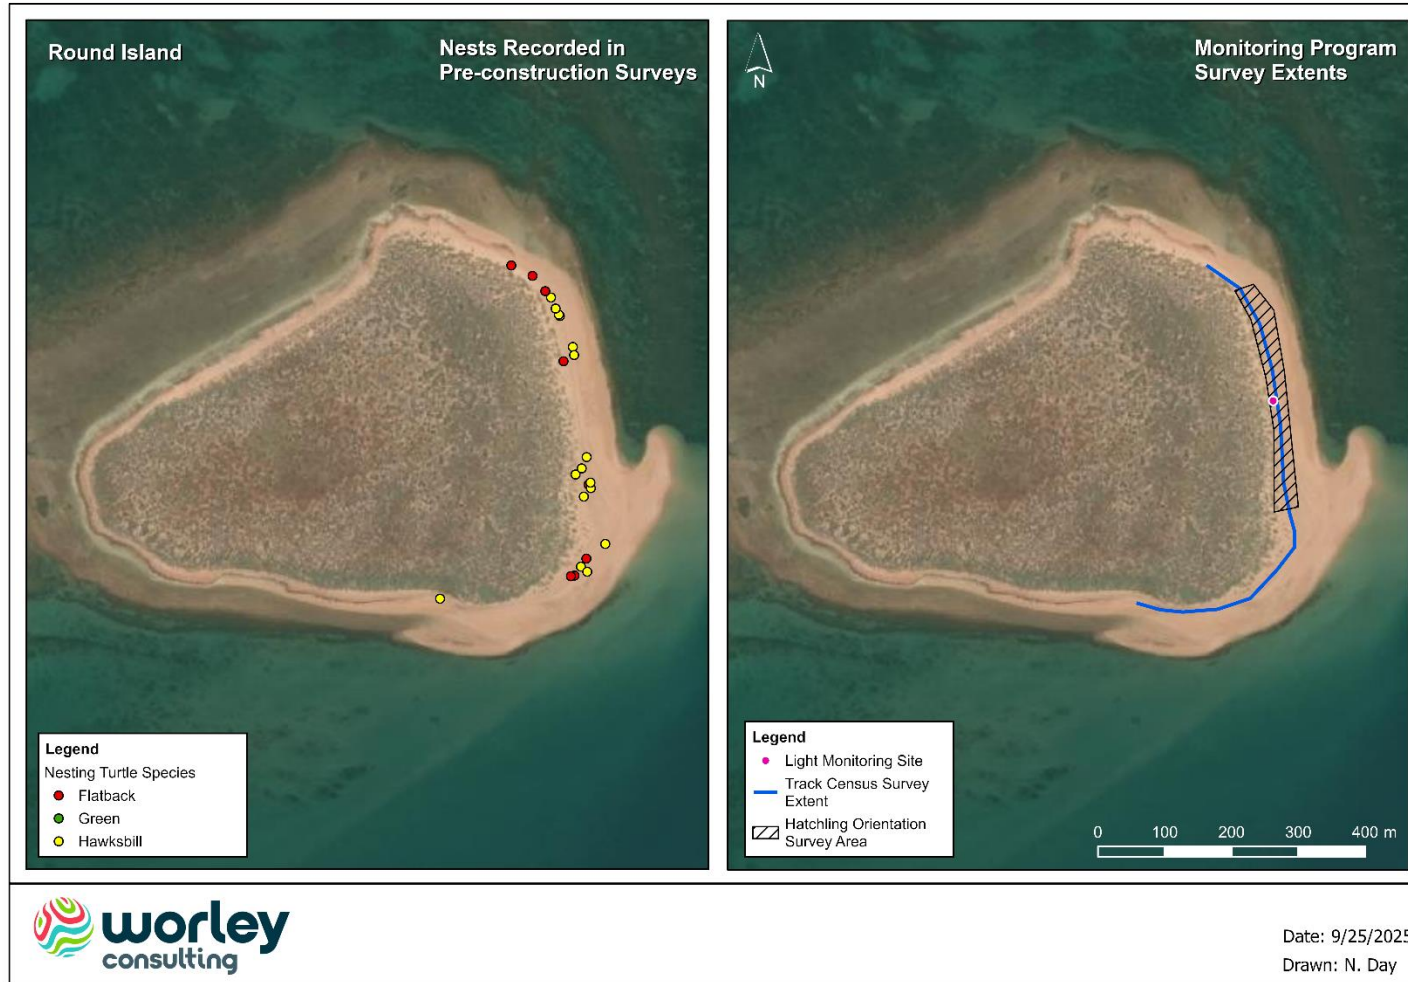 Round Island
Nests Recorded in
Pre-construction Surveys
Legend
Nesting Turtle Species
Flatback
Green
Hawksbill
N
Monitoring Program
Survey Extents
Legend
Light Monitoring Site
Track Census Survey
Extent
Hatchling Orientation
Survey Area
0 100 200 300 400 m
worley
consulting
Date: 9/25/2025
Drawn: N. Day